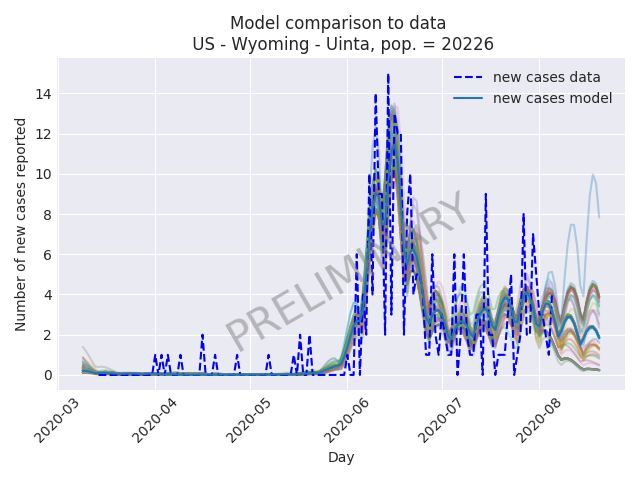 Model comparison to data
US - Wyoming - Uinta, pop. = 20226
new cases data
new cases model
Number of new cases reported
14
12
10
8
6
4
2
0
PRELIMINARY
2020-03
2020-04
2020-05
2020-06
2020-07
2020-08
Day